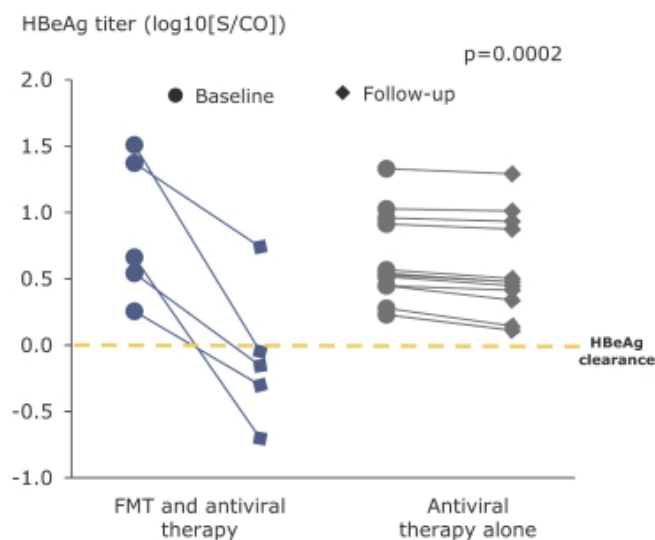 HBeAg titer (log10[S/CO])
p=0.0002
2.0
Baseline
Follow-up
1.5
1.0
0.5
0.0
HBeAg
clearance
-0.5
-1.0
FMT and antiviral
therapy
Antiviral
therapy alone